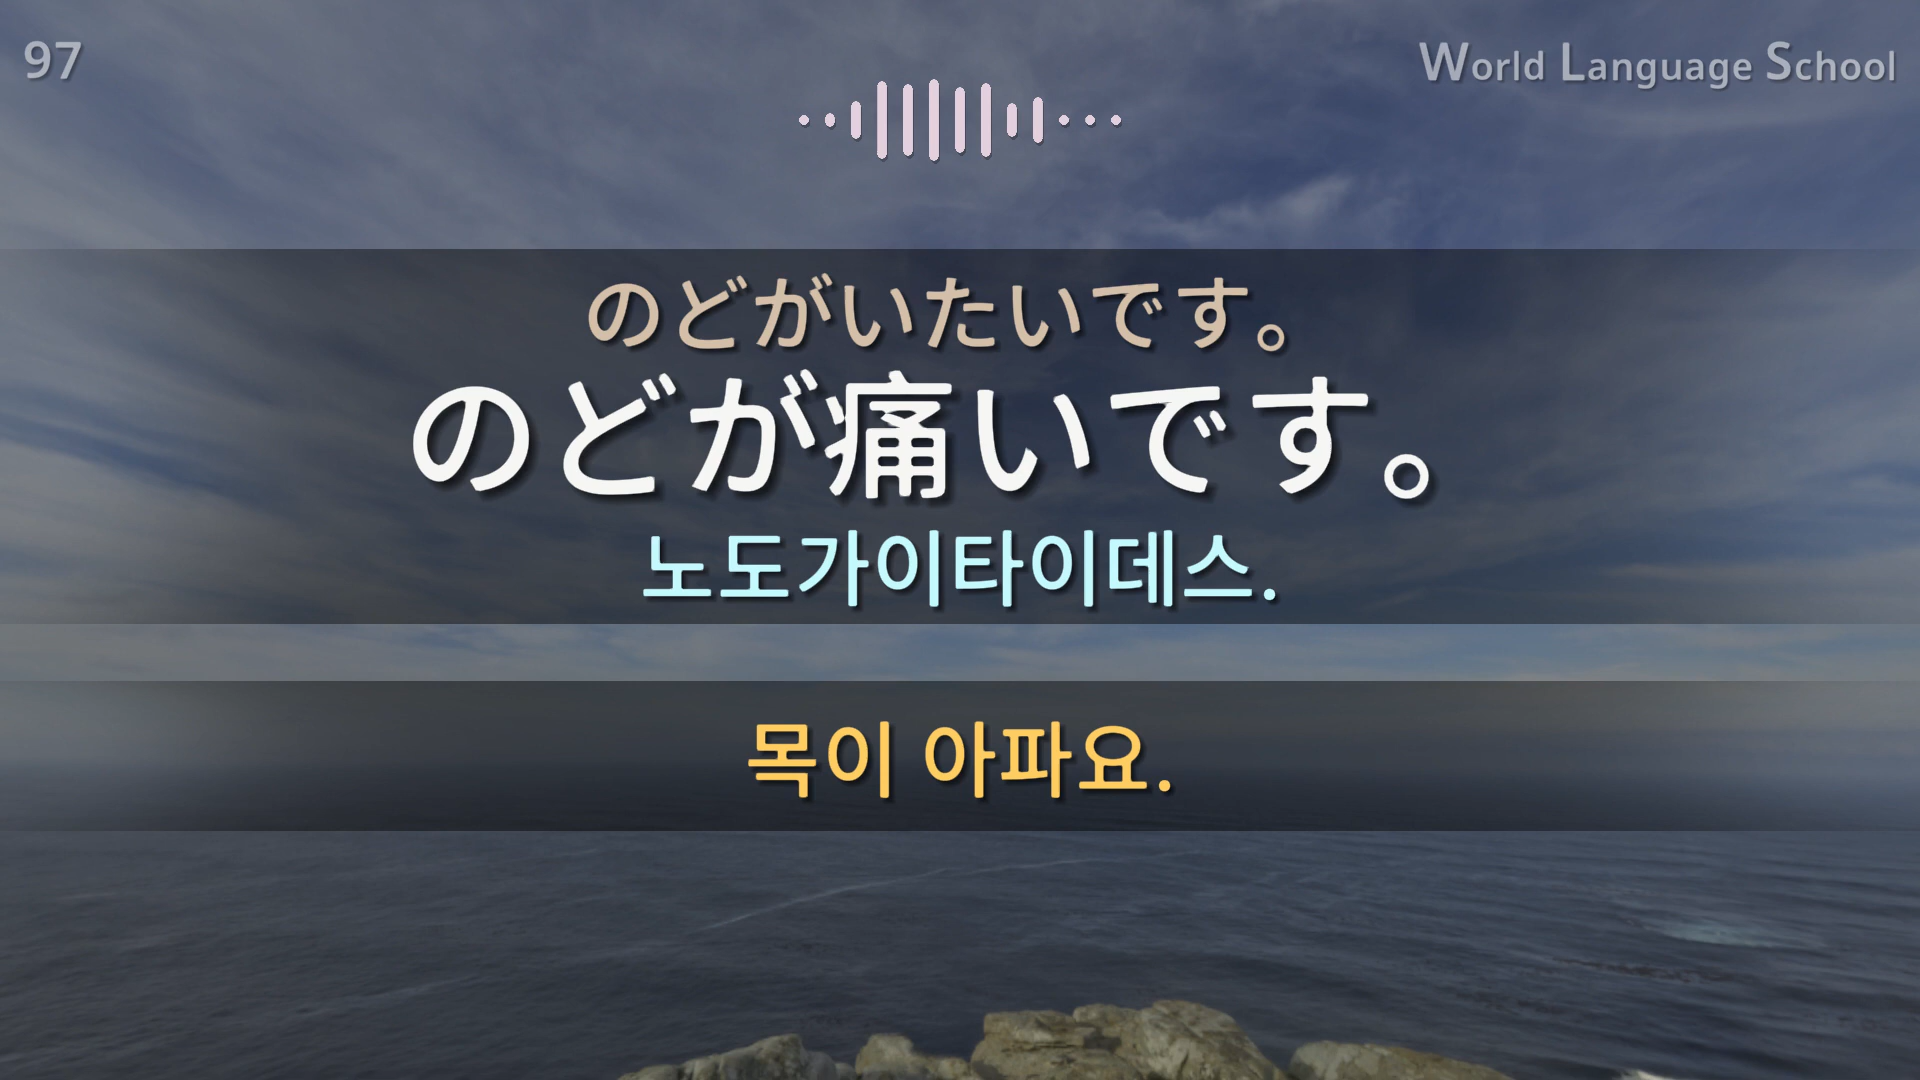 97
World Language School
のどがいたいです。
のどが痛いです。
노도가이타이데스.
목이 아파요.